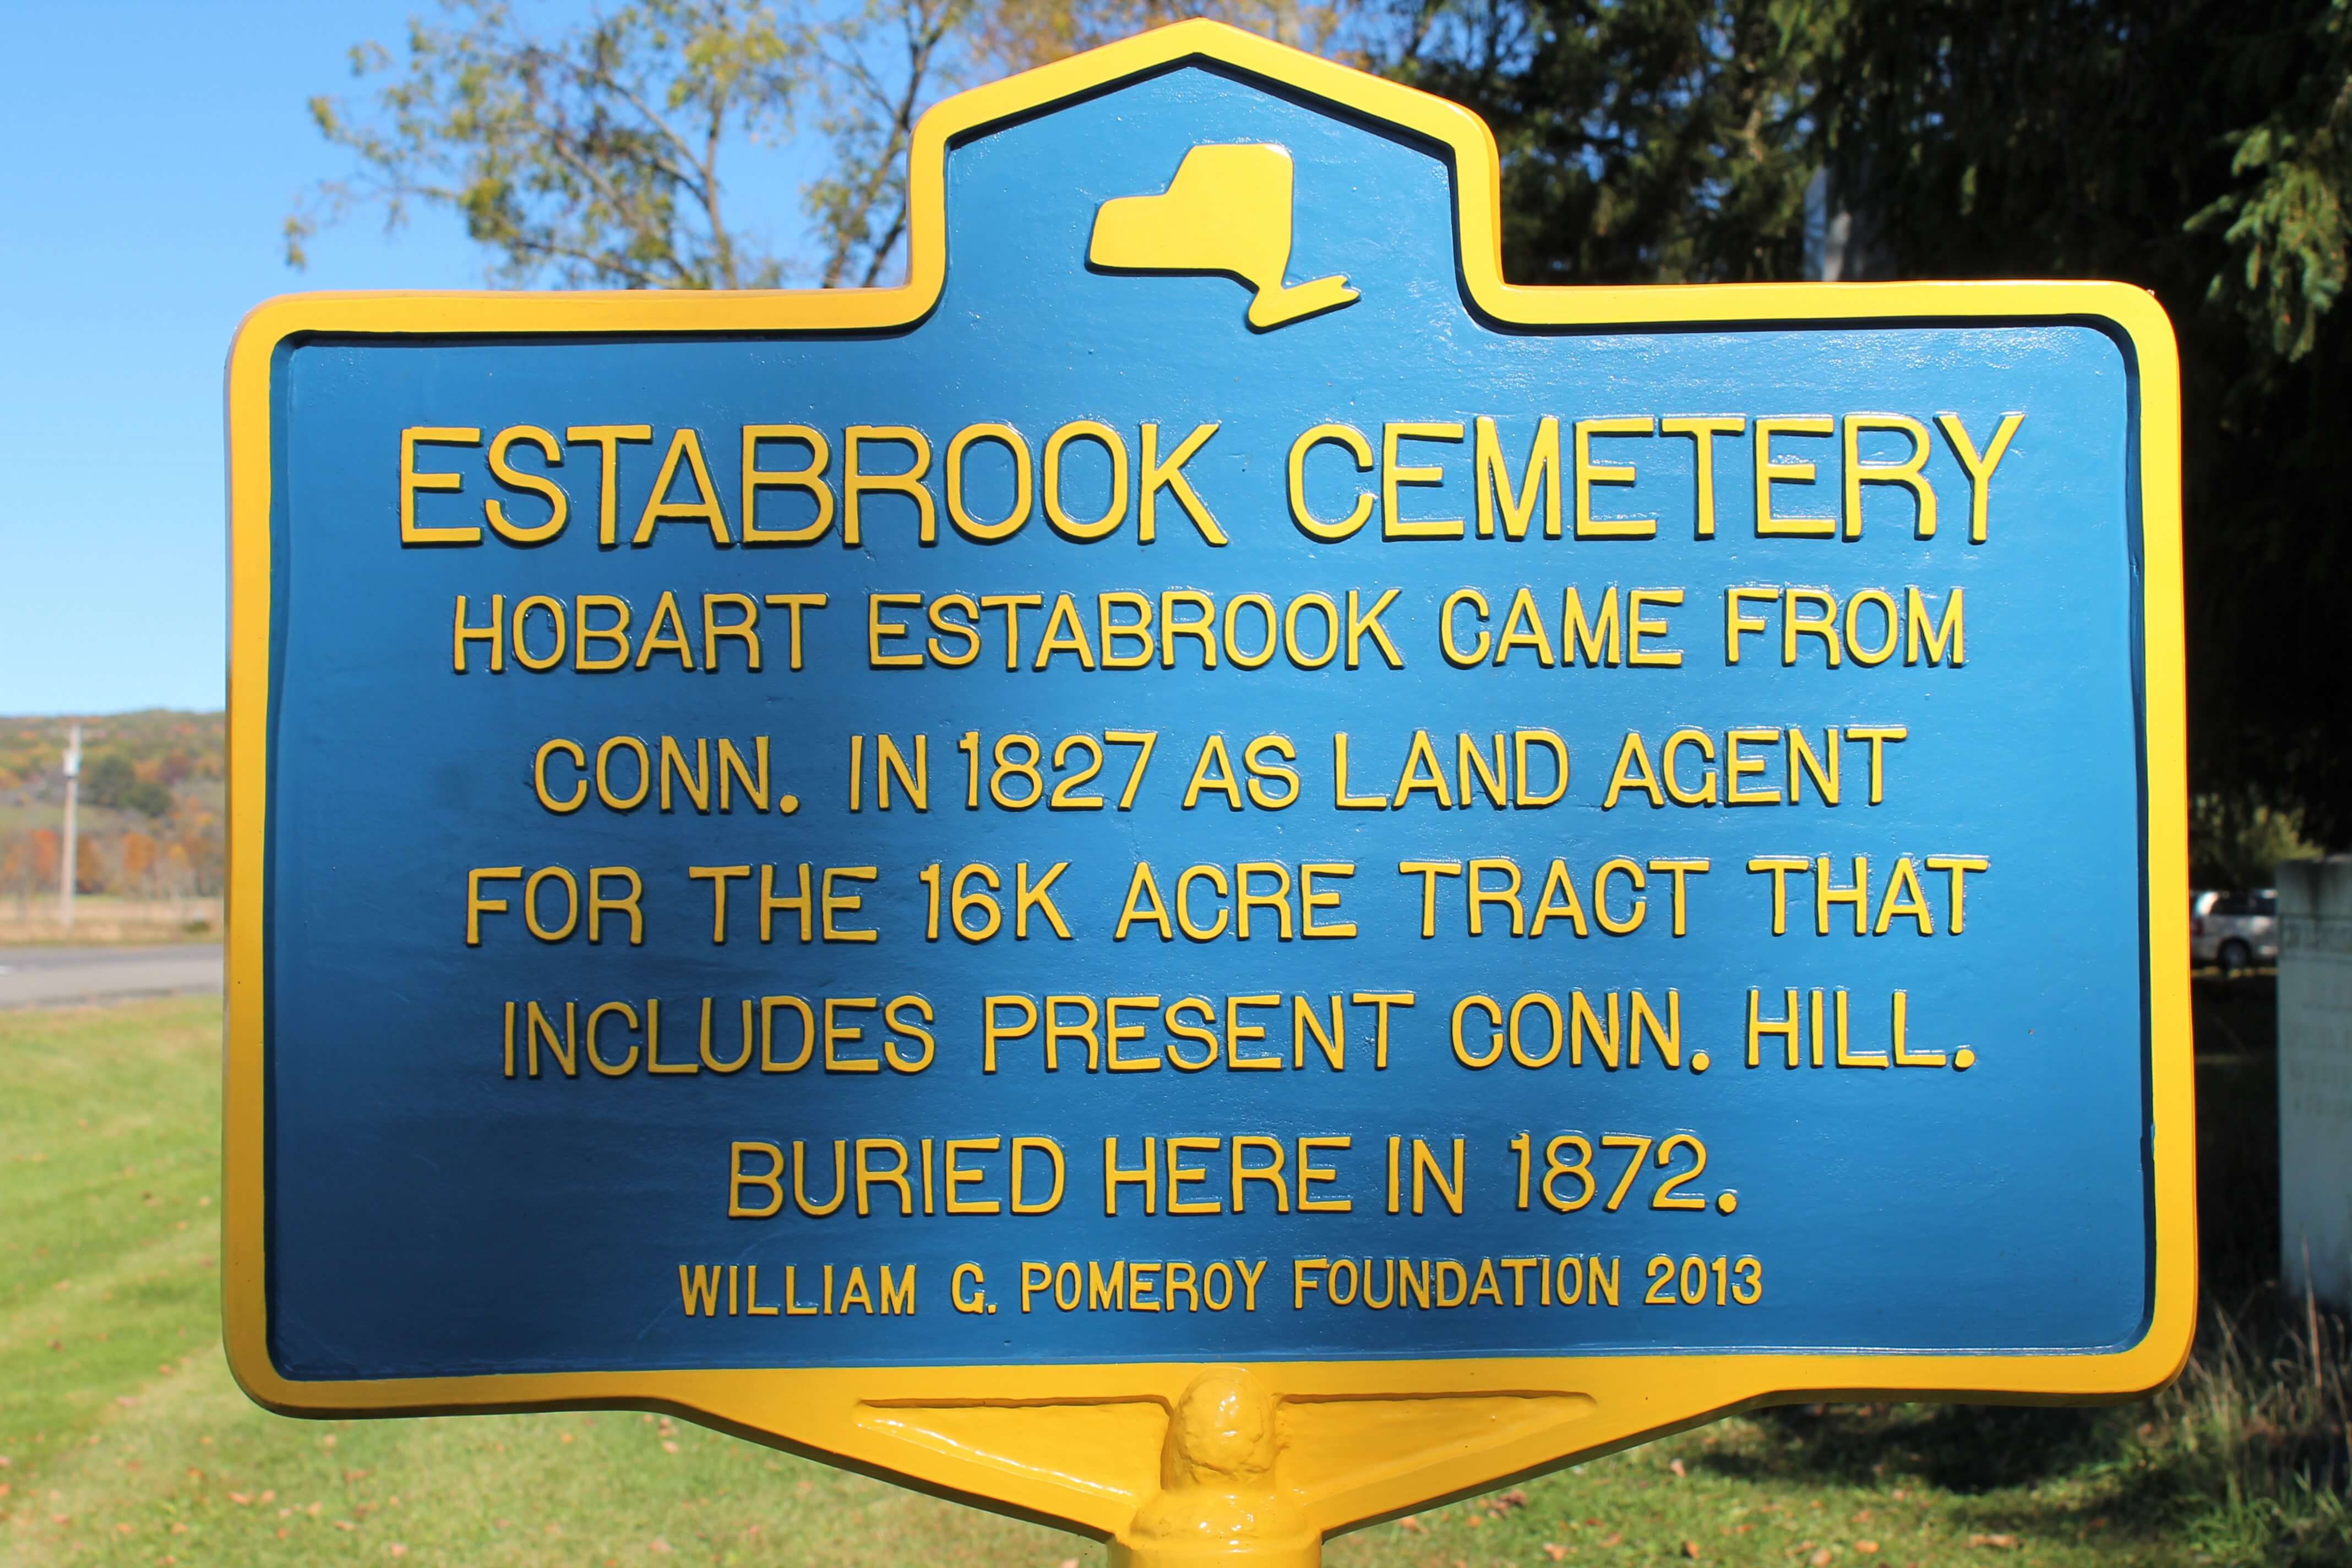 ESTABROOK CEMETERY
HOBART ESTABROOK CAME FROM
CONN. IN 1827 AS LAND AGENT
FOR THE 16K ACRE TRACT THAT
INCLUDES PRESENT CONN. HILL.
BURIED HERE IN 1872.
WILLIAM G. POMEROY FOUNDATION 2013